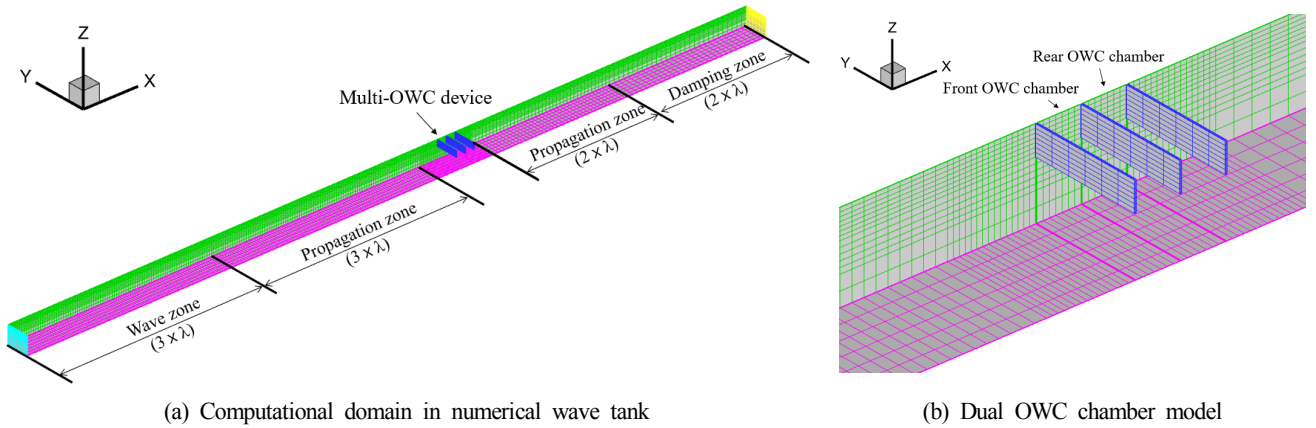 Z
Y
X
Multi-OWC device
Wave zone
(3 x λ)
Propagation zone
(3 x λ)
Propagation zone
(2 x λ)
Damping zone
(2 x λ)
(a) Computational domain in numerical wave tank
Z
Y
X
Rear OWC chamber
Front OWC chamber
(b) Dual OWC chamber model